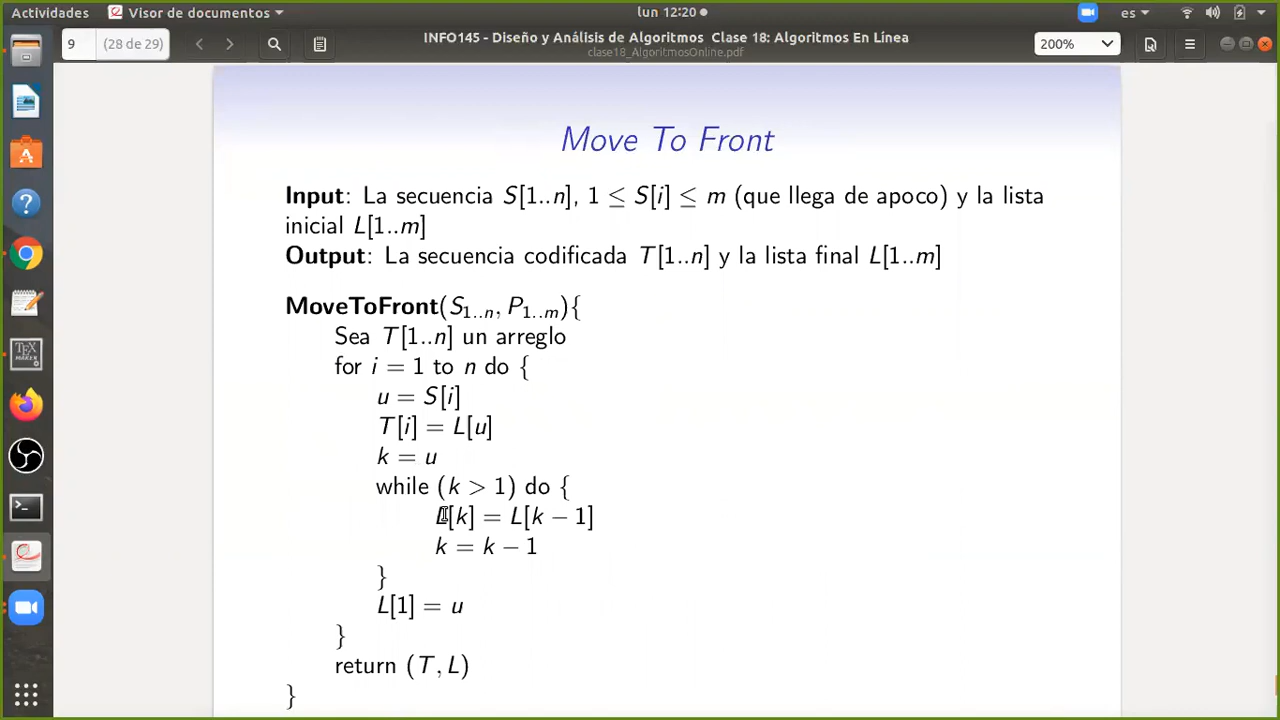 Actividades Visor de documentos lun 12:20 es
9 (28 de 29) INFO145 - Diseño y Análisis de Algoritmos Clase 18: Algoritmos En Línea 200%
clase18_AlgoritmosOnline.pdf
Move To Front
Input: La secuencia S[1..n], 1 ≤ S[i] ≤ m (que llega de apoco) y la lista
inicial L[1..m]
Output: La secuencia codificada T[1..n] y la lista final L[1..m]
MoveToFront(S₁..ₙ, P₁..ₘ){
Sea T[1..n] un arreglo
for i = 1 to n do {
u = S[i]
T[i] = L[u]
k = u
while (k > 1) do {
L[k] = L[k − 1]
k = k − 1
}
L[1] = u
}
return (T, L)
}